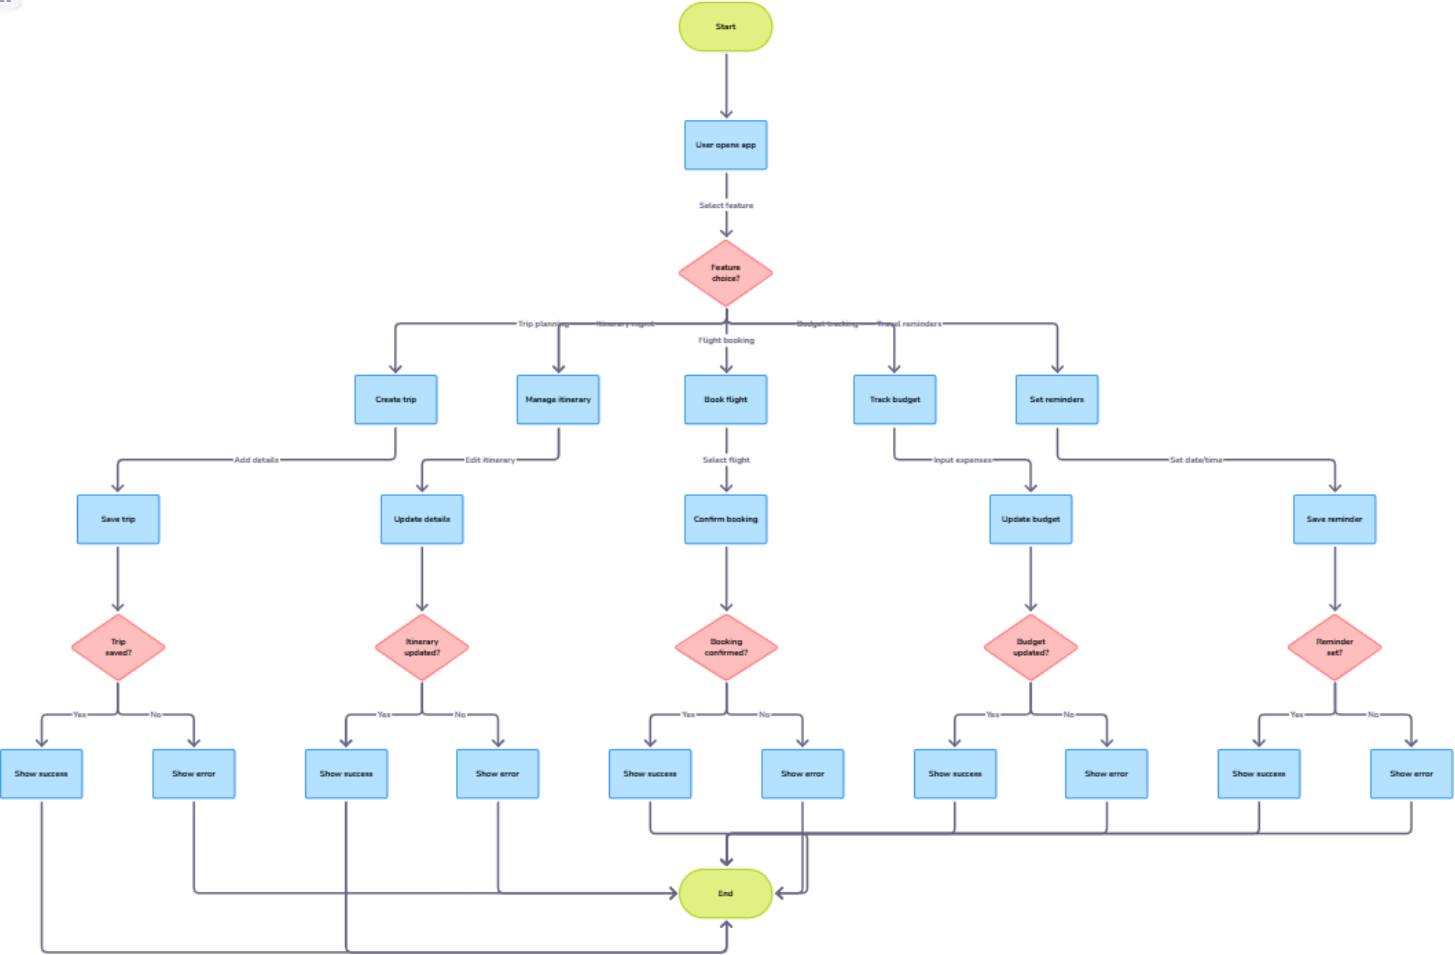 Start
User opens app
Select feature
Feature
choice?
Trip planning
Itinerary mgmt
Budget tracking
Travel reminders
Flight booking
Create trip
Manage itinerary
Book flight
Track budget
Set reminders
Add details
Edit itinerary
Select flight
Input expenses
Set date/time
Save trip
Update details
Confirm booking
Update budget
Save reminder
Trip
saved?
Itinerary
updated?
Booking
confirmed?
Budget
updated?
Reminder
set?
Yes
No
Yes
No
Yes
No
Yes
No
Yes
No
Show success
Show error
Show success
Show error
Show success
Show error
Show success
Show error
Show success
Show error
End